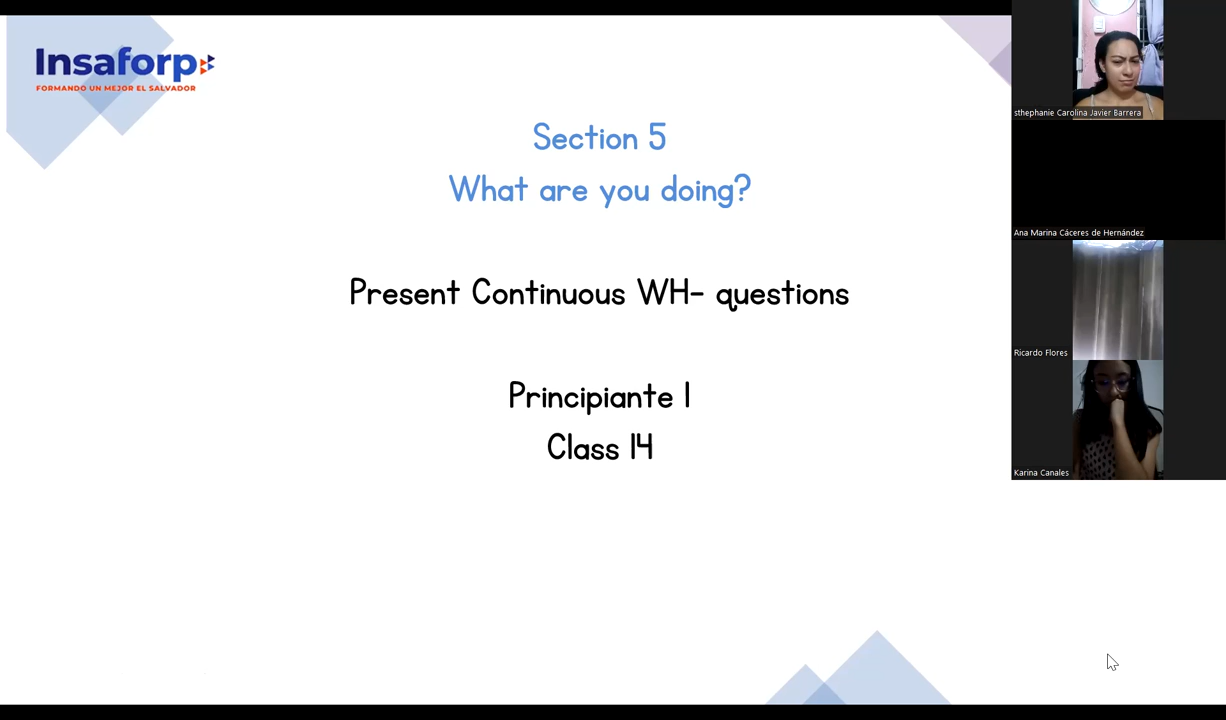 Insaforp
FORMANDO UN MEJOR EL SALVADOR
Section 5
What are you doing?
Present Continuous WH- questions
Principiante 1
Class 14
sthephanie Carolina Javier Barrera
Ana Marina Cáceres de Hernández
Ricardo Flores
Karina Canales